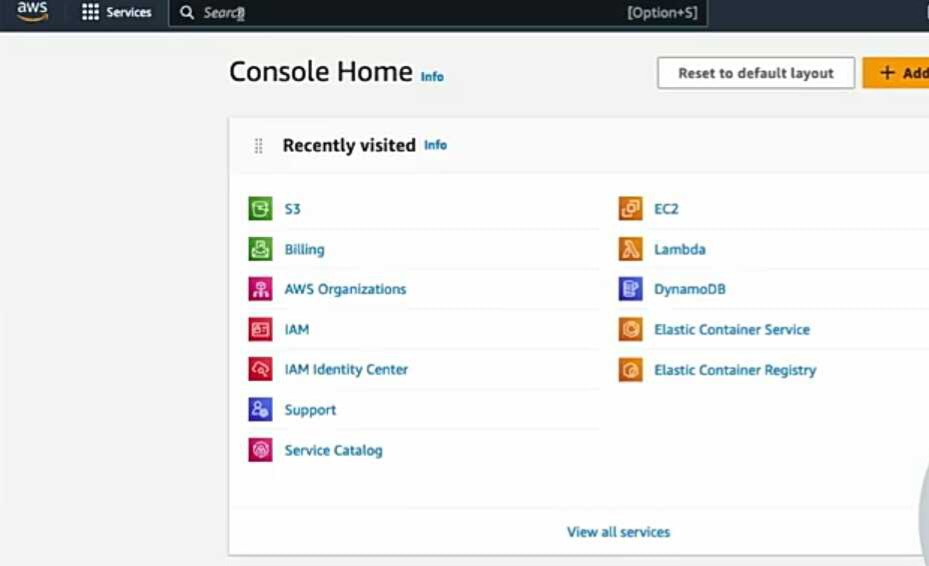 aws
Services
Search
[Option+S]
Console Home Info
Reset to default layout
+ Add
Recently visited Info
S3
Billing
AWS Organizations
IAM
IAM Identity Center
Support
Service Catalog
EC2
Lambda
DynamoDB
Elastic Container Service
Elastic Container Registry
View all services